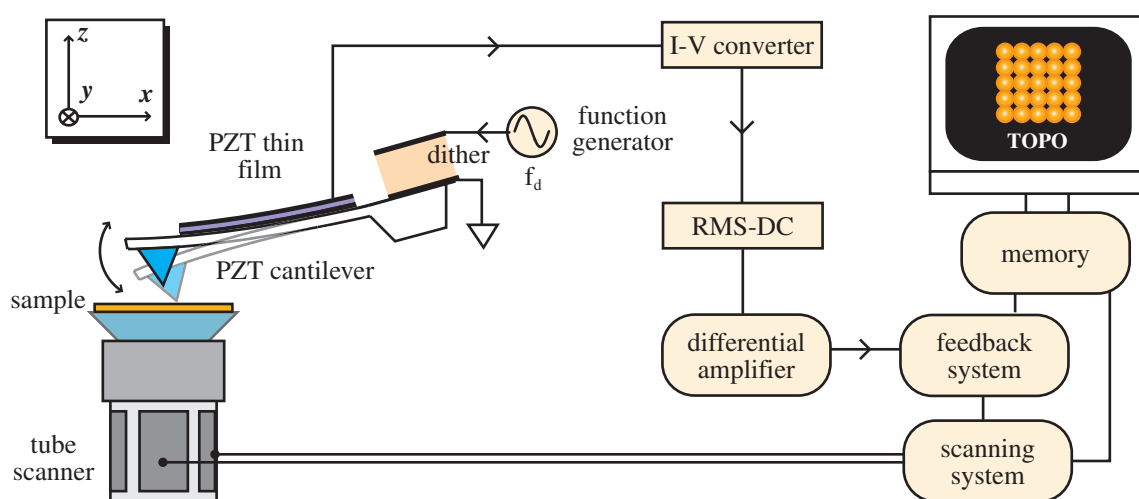 z
y
x
PZT thin
film
dither
f_d
function
generator
I-V converter
TOPO
RMS-DC
memory
PZT cantilever
sample
differential
amplifier
feedback
system
tube
scanner
scanning
system